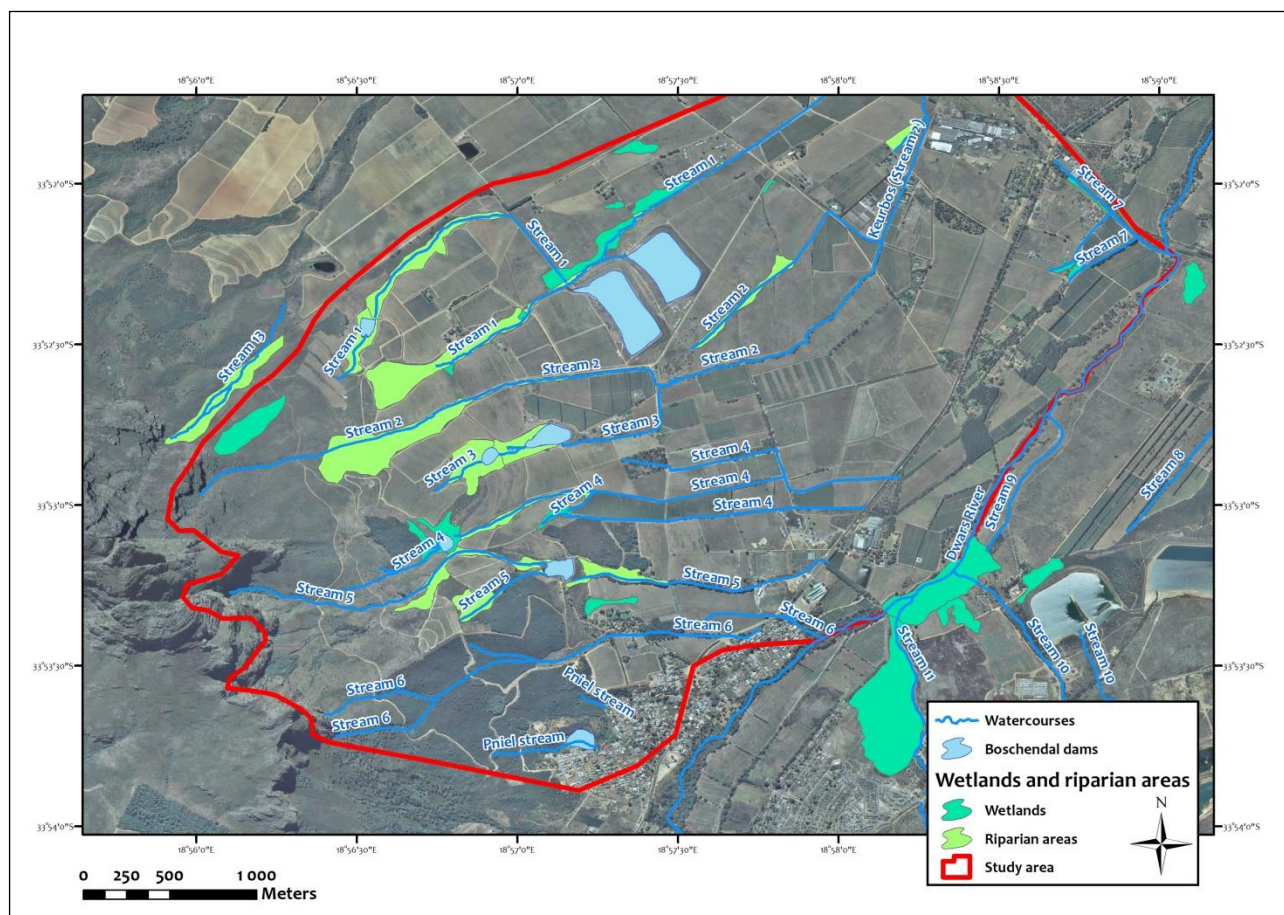 18°56'0"E
18°56'30"E
18°57'0"E
18°57'30"E
18°58'0"E
18°58'30"E
18°59'0"E
33°52'0"S
33°52'0"S
33°52'30"S
33°52'30"S
33°53'0"S
33°53'0"S
33°53'30"S
33°53'30"S
33°54'0"S
33°54'0"S
Stream 1
Keurbos (Stream 2)
Stream 7
Stream 1
Stream 7
Stream 2
Stream 1
Stream 1
Stream 13
Stream 2
Stream 2
Stream 2
Stream 3
Stream 3
Stream 4
Stream 4
Stream 4
Stream 4
Stream 4
Stream 8
Dwars River
Stream 9
Stream 5
Stream 5
Stream 5
Stream 6
Stream 6
Stream 6
Stream 6
Stream 10
Stream 10
Stream 11
Pniel stream
Pniel stream
Watercourses
Boschendal dams
Wetlands and riparian areas
Wetlands
Riparian areas
Study area
N
0 250 500 1 000
Meters